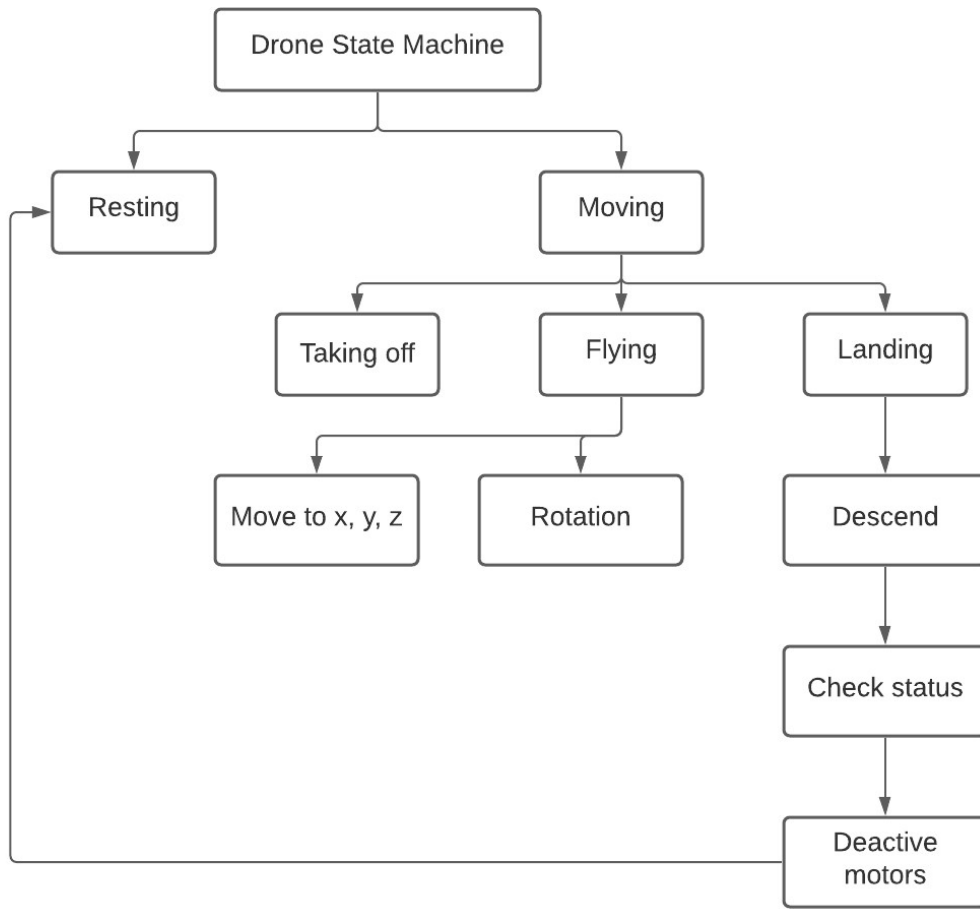 Drone State Machine
Resting
Moving
Taking off
Flying
Landing
Move to x, y, z
Rotation
Descend
Check status
Deactive
motors